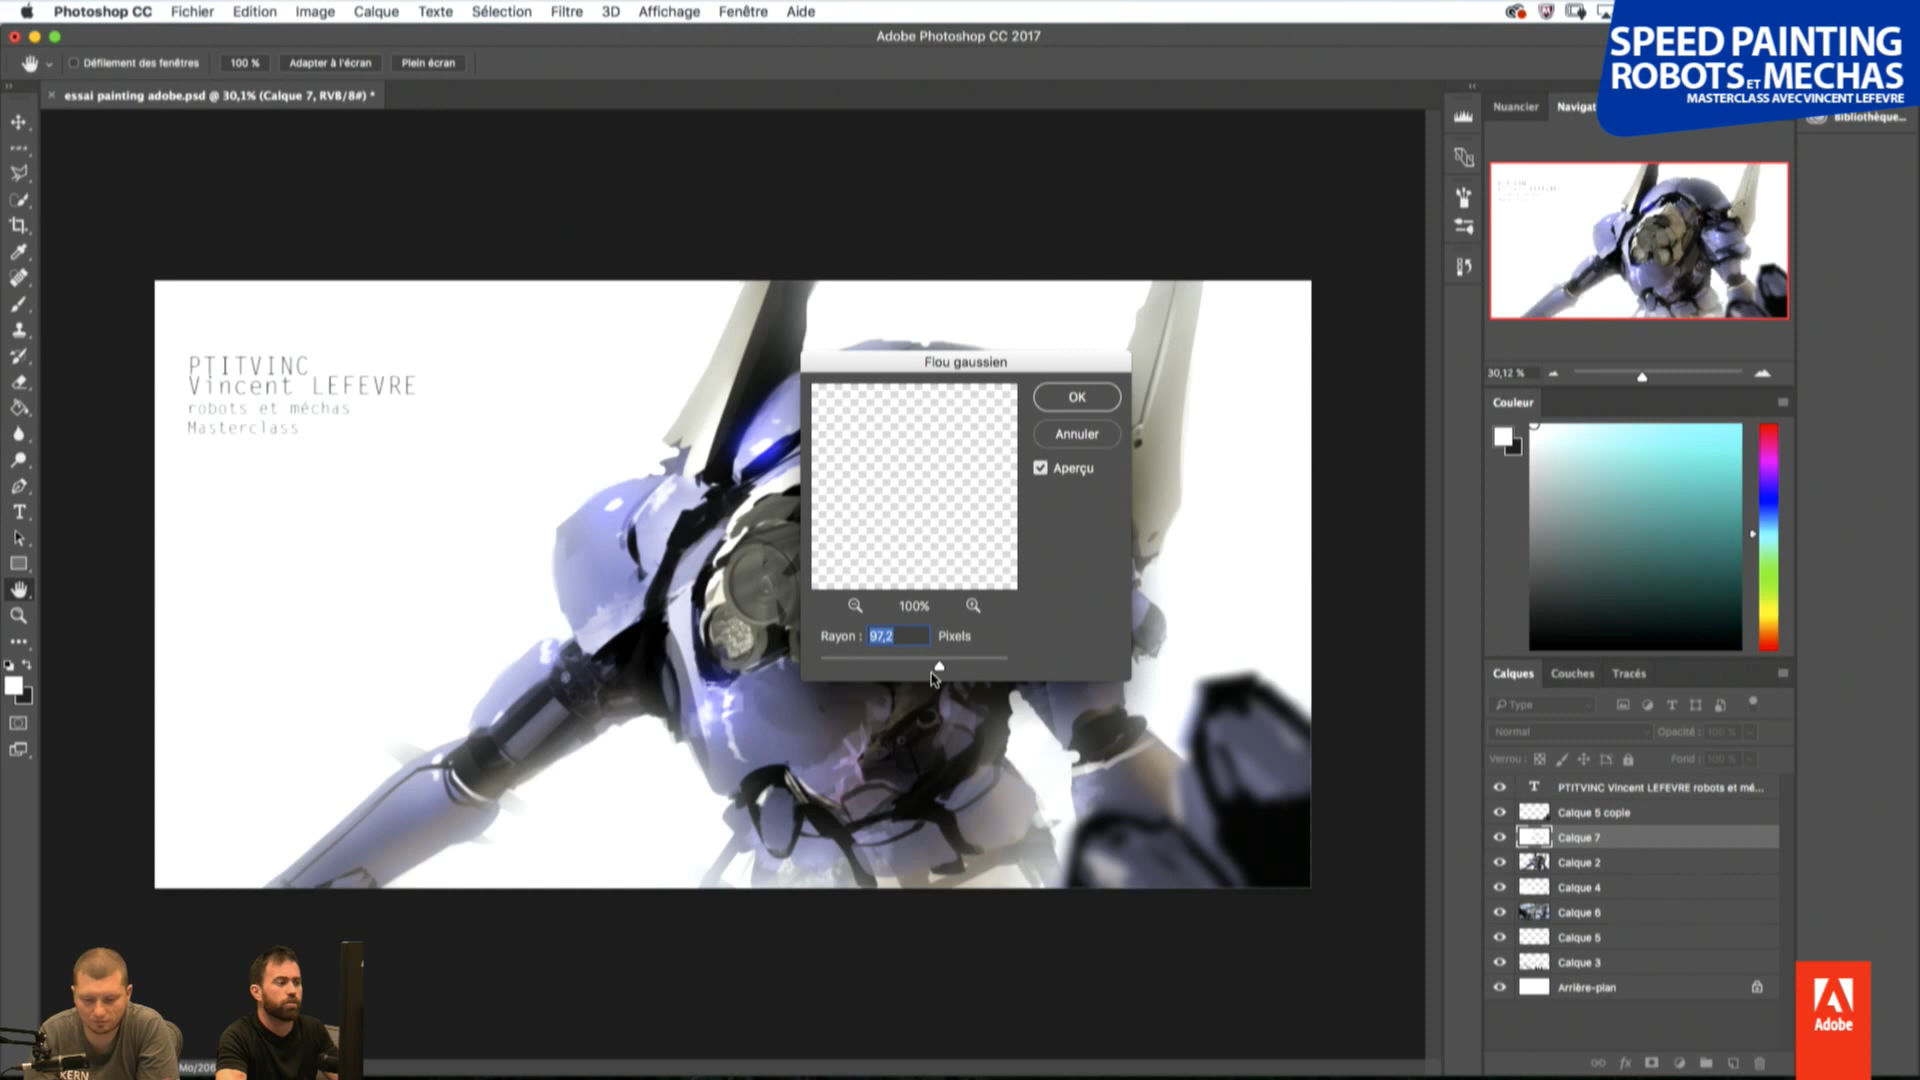 Photoshop CC Fichier Edition Image Calque Texte Sélection Filtre 3D Affichage Fenêtre Aide
Adobe Photoshop CC 2017
SPEED PAINTING
ROBOTS ET MECHAS
MASTERCLASS AVEC VINCENT LEFEVRE
Défilement des fenêtres 100 % Adapter à l'écran Plein écran
essai painting adobe.psd @ 30,1% (Calque 7, RVB/8#) *
Nuancier Navigat
Bibliothèque...
PTITVINC
Vincent LEFEVRE
robots et méchas
Masterclass
Flou gaussien
OK
Annuler
Aperçu
100%
Rayon : 97,2 Pixels
30,12 %
Couleur
Calques Couches Tracés
Type
Normal Opacité : 100 %
Verrou : Fond : 100 %
T PTITVINC Vincent LEFEVRE robots et mé...
Calque 5 copie
Calque 7
Calque 2
Calque 4
Calque 6
Calque 5
Calque 3
Arrière-plan
fx
Adobe
KERN
Mo/206